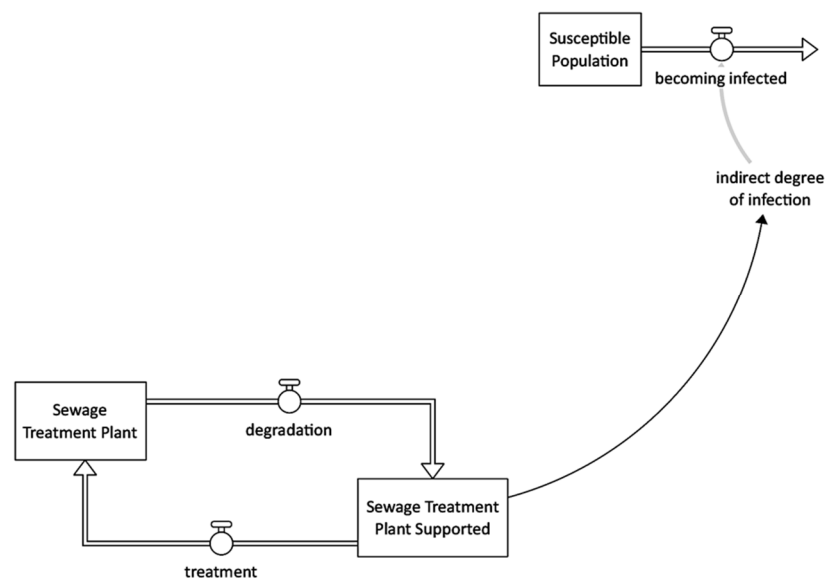 Susceptible
Population
becoming infected
indirect degree
of infection
Sewage
Treatment Plant
degradation
Sewage Treatment
Plant Supported
treatment